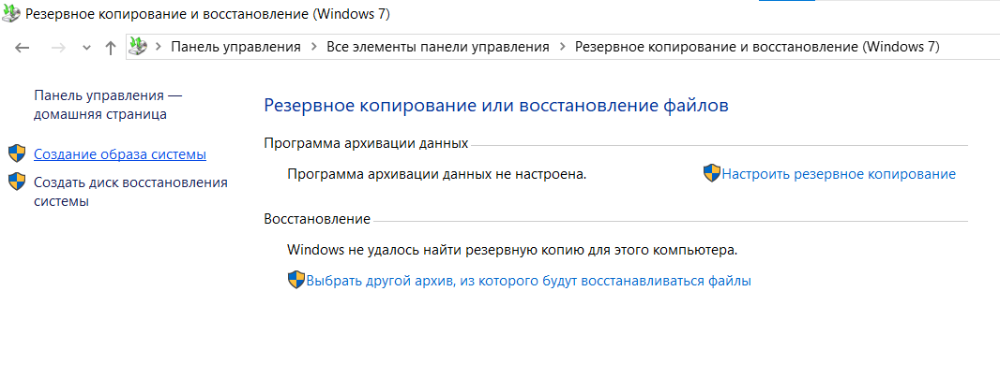 Резервное копирование и восстановление (Windows 7)
Панель управления > Все элементы панели управления > Резервное копирование и восстановление (Windows 7)
Панель управления —
домашняя страница
Создание образа системы
Создать диск восстановления
системы
Резервное копирование или восстановление файлов
Программа архивации данных
Программа архивации данных не настроена.
Настроить резервное копирование
Восстановление
Windows не удалось найти резервную копию для этого компьютера.
Выбрать другой архив, из которого будут восстанавливаться файлы